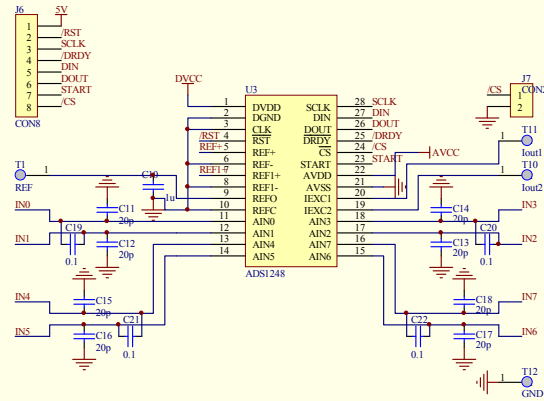 J6
5V
1
2 /RST
3 SCLK
4 /DRDY
5 DIN
6 DOUT
7 START
8 /CS
CON8
DVCC
U3
1 DVDD SCLK 28 SCLK
2 DGND DIN 27 DIN
3 CLK DOUT 26 DOUT
/RST 4 RST DRDY 25 /DRDY
REF+ 5 REF+ CS 24 /CS
6 REF- START 23 START
REF1+ 7 REF1+ AVDD 22
8 REF1- AVSS 21
9 REFO IEXC1 20
10 REFC IEXC2 19
11 AIN0 AIN3 18
12 AIN1 AIN2 17
13 AIN4 AIN7 16
14 AIN5 AIN6 15
ADS1248
AVCC
J7
/CS 1
2
T11
1
Iout1
T10
1
Iout2
T1
1
REF
C10
1u
IN0
C11
20p
C19
0.1
IN1
C12
20p
C14
20p
IN3
C20
0.1
C13
20p
IN2
IN4
C15
20p
C21
0.1
IN5
C16
20p
C18
20p
IN7
C22
0.1
C17
20p
IN6
T12
1
GND